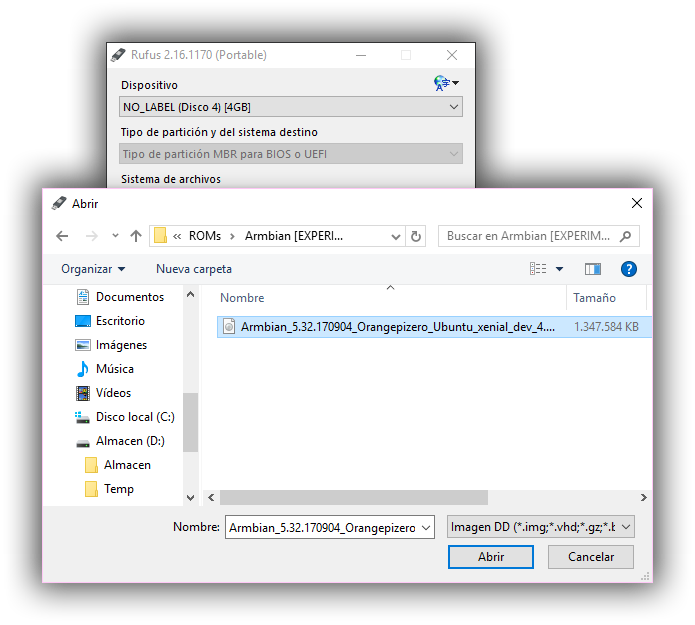 Rufus 2.16.1170 (Portable)
Dispositivo
NO_LABEL (Disco 4) [4GB]
Tipo de partición y del sistema destino
Tipo de partición MBR para BIOS o UEFI
Sistema de archivos
Abrir
« ROMs > Armbian [EXPERI...
Buscar en Armbian [EXPERIM...
Organizar
Nueva carpeta
Nombre
Tamaño
Documentos
Escritorio
Imágenes
Música
Vídeos
Disco local (C:)
Almacen (D:)
Almacen
Temp
Armbian_5.32.170904_Orangepizero_Ubuntu_xenial_dev_4....
1.347.584 KB
Nombre:
Armbian_5.32.170904_Orangepizero
Imagen DD (*.img;*.vhd;*.gz;*.b
Abrir
Cancelar